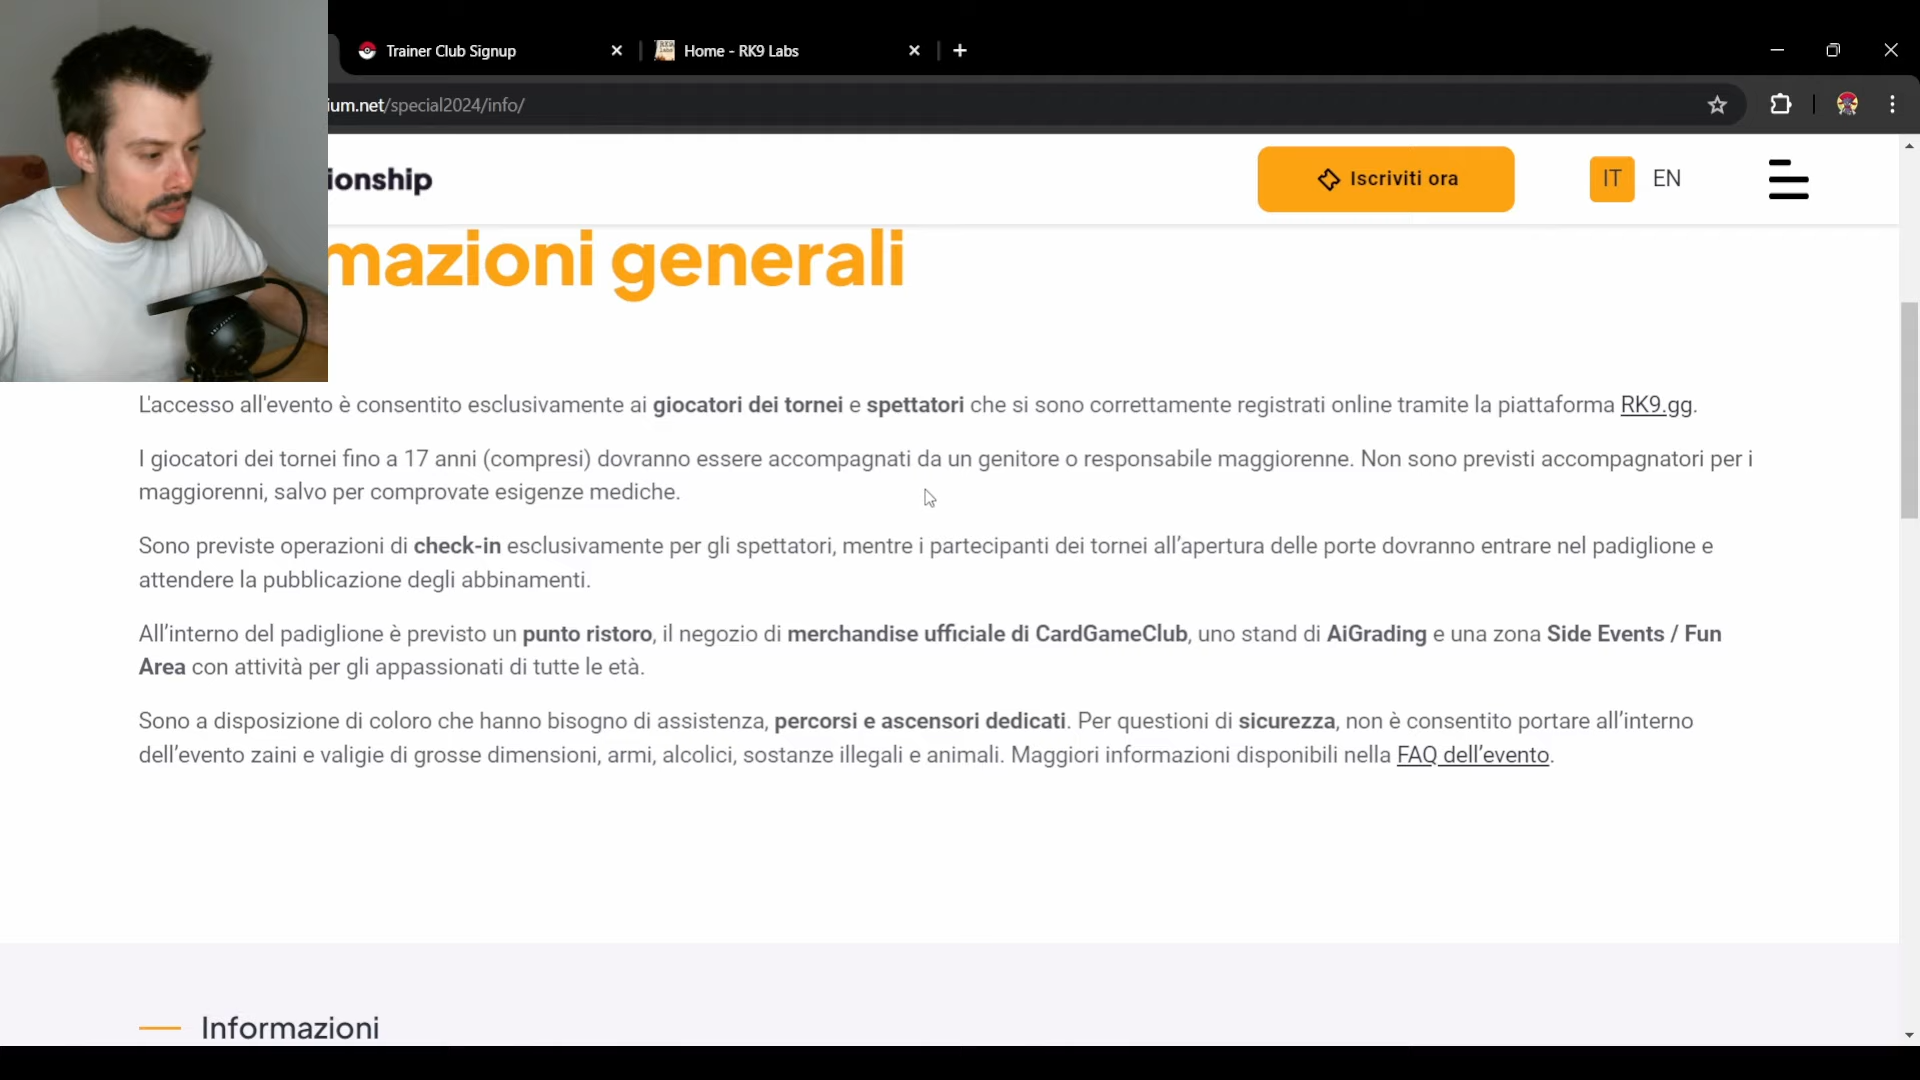 Trainer Club Signup
Home - RK9 Labs
ium.net/special2024/info/
ionship
Iscriviti ora
IT EN
mazioni generali
L'accesso all'evento è consentito esclusivamente ai giocatori dei tornei e spettatori che si sono correttamente registrati online tramite la piattaforma RK9.gg.
I giocatori dei tornei fino a 17 anni (compresi) dovranno essere accompagnati da un genitore o responsabile maggiorenne. Non sono previsti accompagnatori per i
maggiorenni, salvo per comprovate esigenze mediche.
Sono previste operazioni di check-in esclusivamente per gli spettatori, mentre i partecipanti dei tornei all’apertura delle porte dovranno entrare nel padiglione e
attendere la pubblicazione degli abbinamenti.
All’interno del padiglione è previsto un punto ristoro, il negozio di merchandise ufficiale di CardGameClub, uno stand di AiGrading e una zona Side Events / Fun
Area con attività per gli appassionati di tutte le età.
Sono a disposizione di coloro che hanno bisogno di assistenza, percorsi e ascensori dedicati. Per questioni di sicurezza, non è consentito portare all’interno
dell’evento zaini e valigie di grosse dimensioni, armi, alcolici, sostanze illegali e animali. Maggiori informazioni disponibili nella FAQ dell’evento.
Informazioni